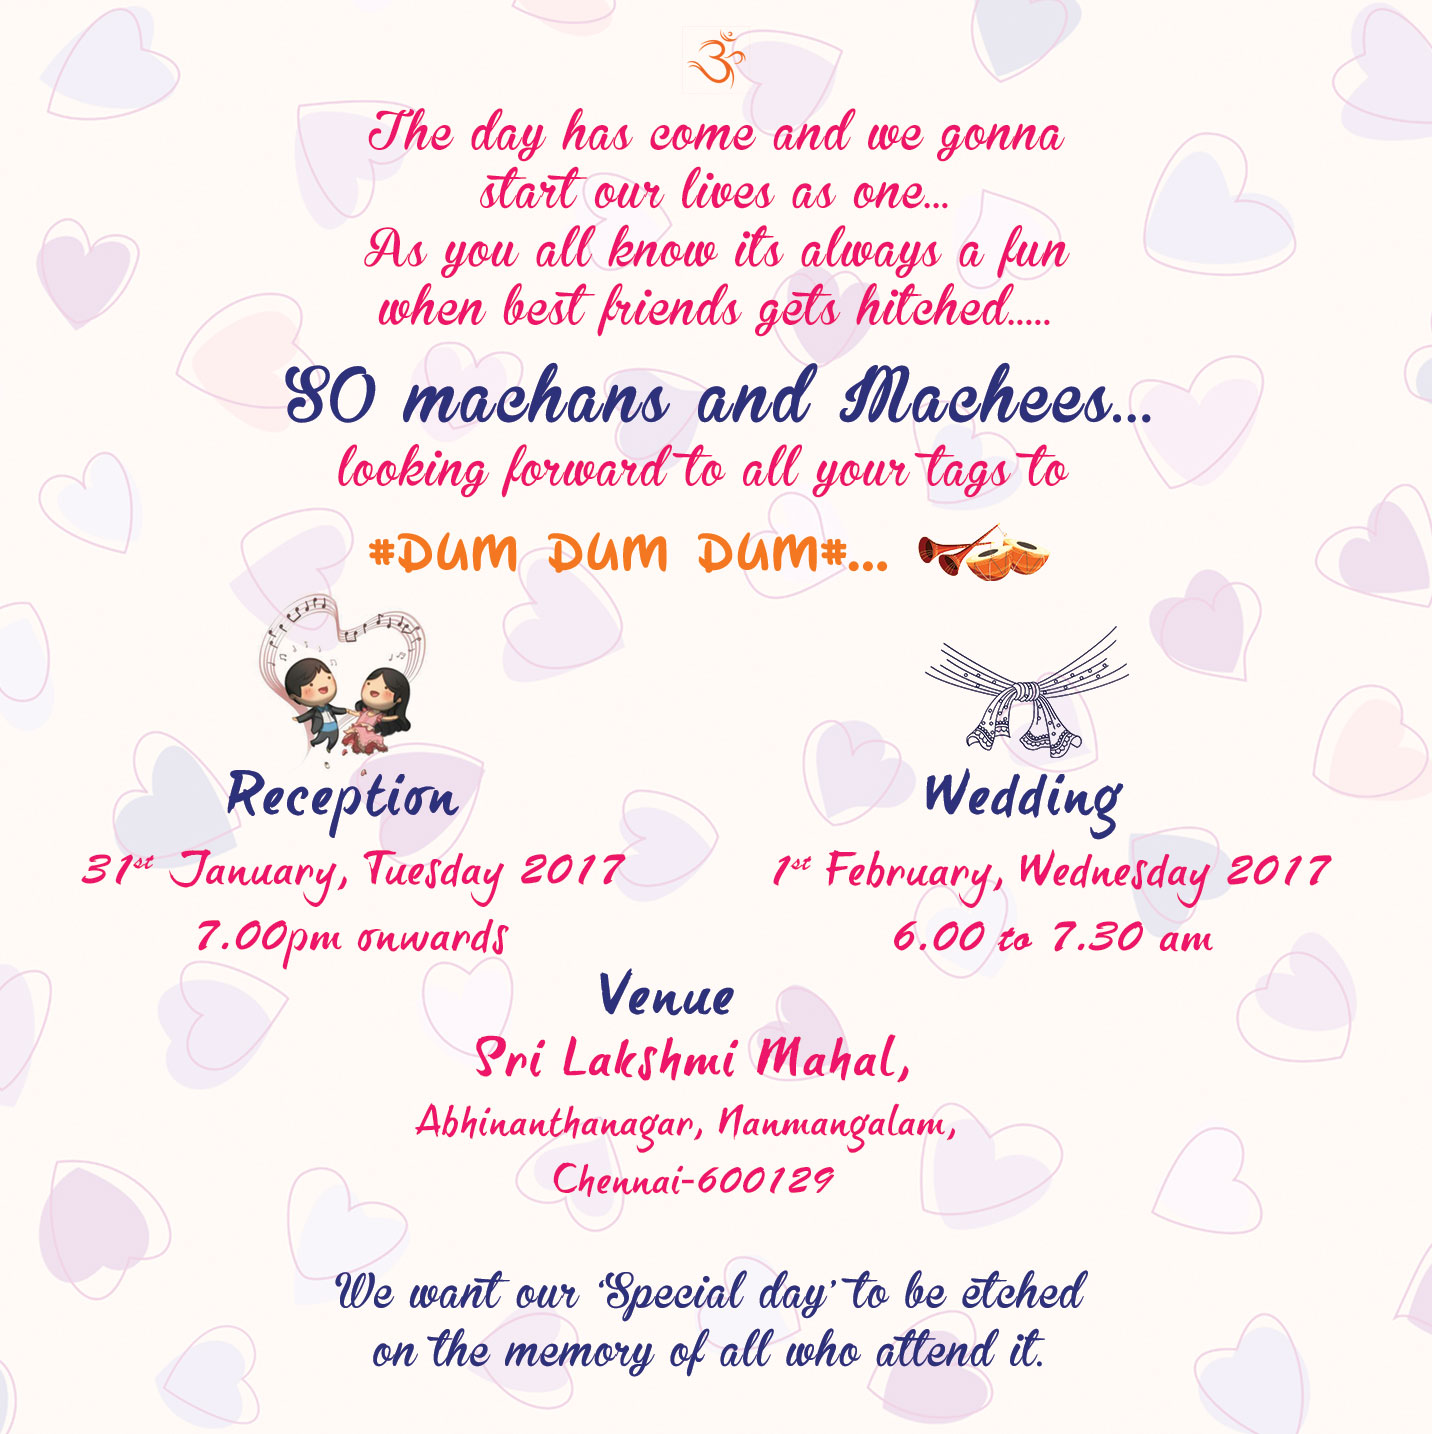 ॐ
The day has come and we gonna
start our lives as one...
As you all know its always a fun
when best friends gets hitched.....
SO machans and Machees...
looking forward to all your tags to
#DUM DUM DUM#...
Reception
31st January, Tuesday 2017
7.00pm onwards
Wedding
1st February, Wednesday 2017
6.00 to 7.30 am
Venue
Sri Lakshmi Mahal,
Abhinanthanagar, Nanmangalam,
Chennai-600129
We want our ‘Special day’ to be etched
on the memory of all who attend it.